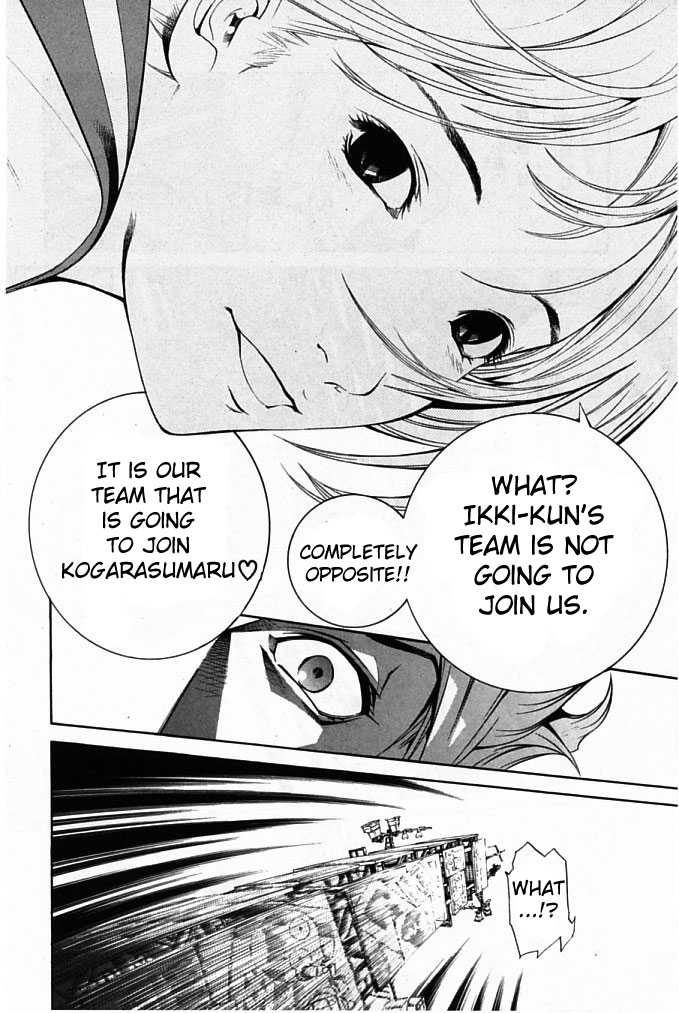 WHAT?
IKKI-KUN'S
TEAM IS NOT
GOING TO
JOIN US.
COMPLETELY
OPPOSITE!!
IT IS OUR
TEAM THAT
IS GOING
TO JOIN
KOGARASUMARU♡
WHAT
...!?